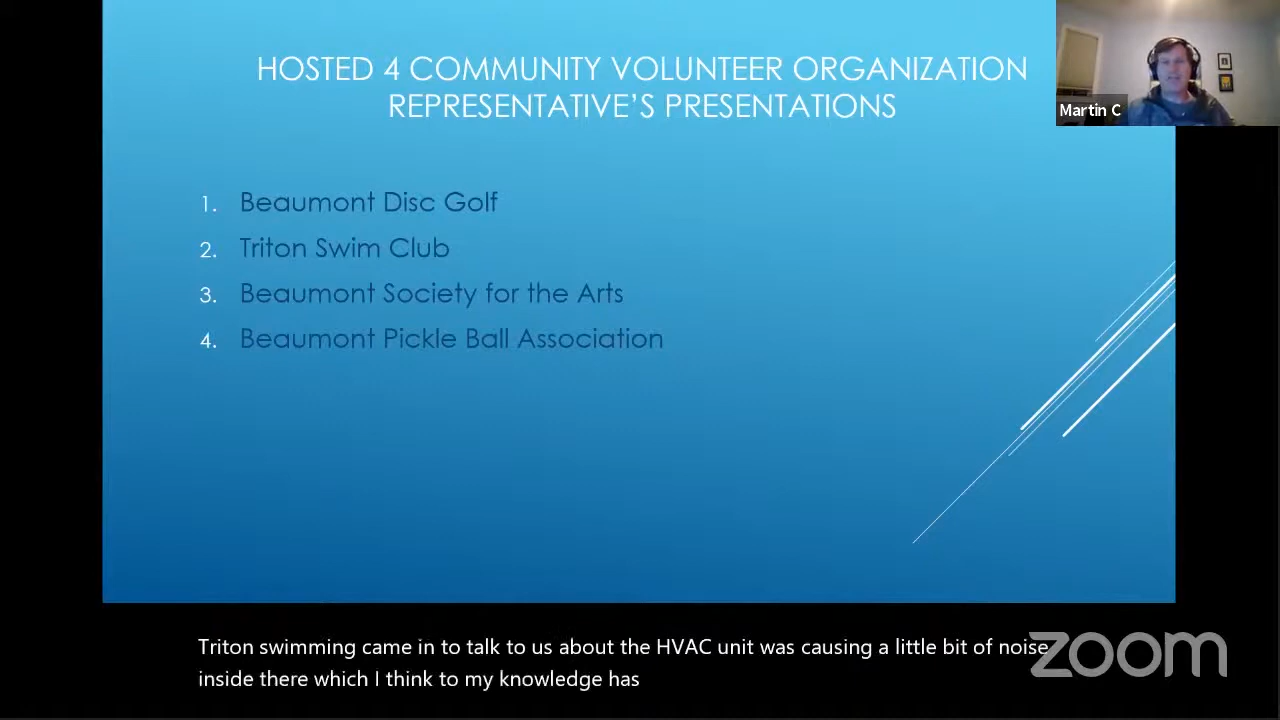 HOSTED 4 COMMUNITY VOLUNTEER ORGANIZATION
REPRESENTATIVE'S PRESENTATIONS
Martin C
1. Beaumont Disc Golf
2. Triton Swim Club
3. Beaumont Society for the Arts
4. Beaumont Pickle Ball Association
Triton swimming came in to talk to us about the HVAC unit was causing a little bit of noise
inside there which I think to my knowledge has
zoom